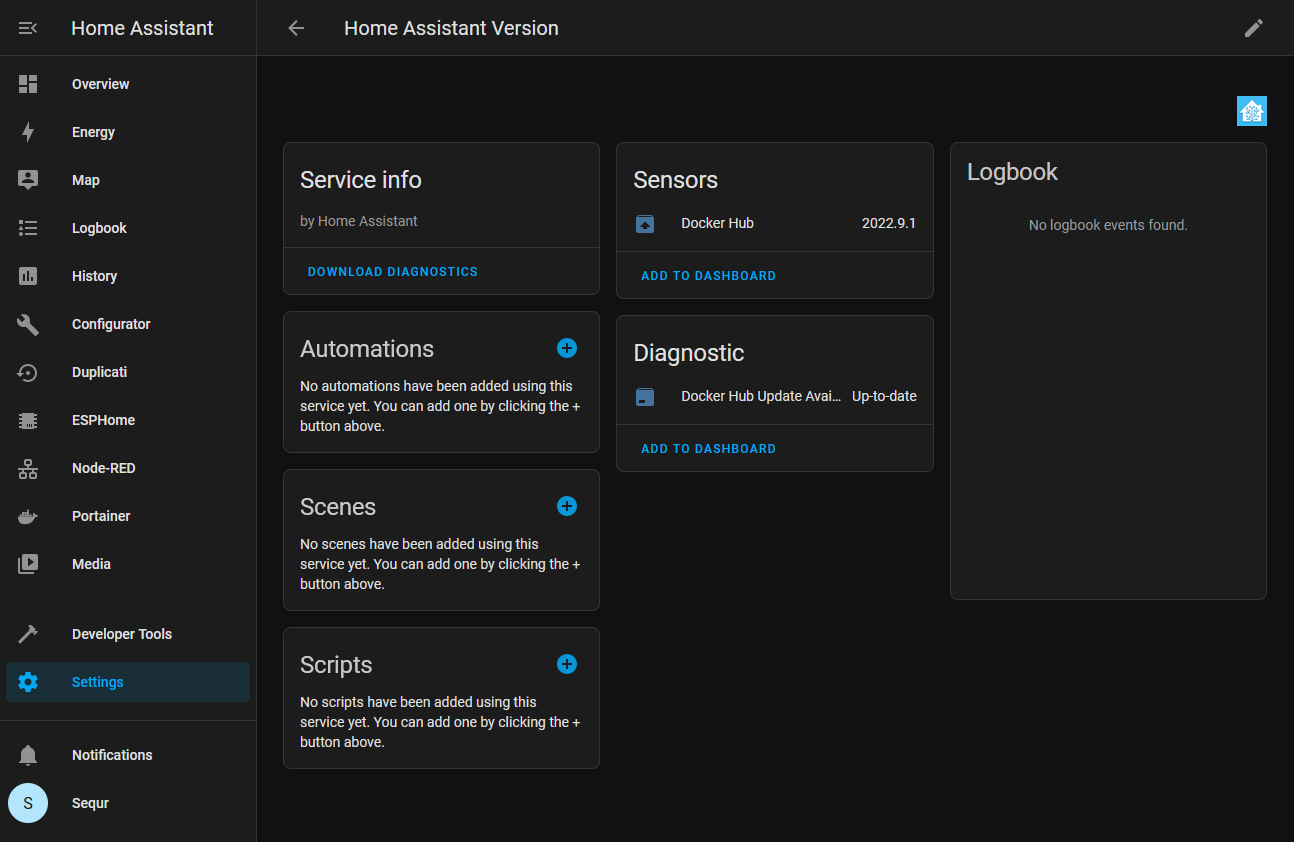 Home Assistant
Home Assistant Version
Overview
Energy
Map
Logbook
History
Configurator
Duplicati
ESPHome
Node-RED
Portainer
Media
Developer Tools
Settings
Notifications
S
Sequr
Service info
by Home Assistant
DOWNLOAD DIAGNOSTICS
Automations
No automations have been added using this
service yet. You can add one by clicking the +
button above.
Scenes
No scenes have been added using this
service yet. You can add one by clicking the +
button above.
Scripts
No scripts have been added using this
service yet. You can add one by clicking the +
button above.
Sensors
Docker Hub 2022.9.1
ADD TO DASHBOARD
Diagnostic
Docker Hub Update Avai... Up-to-date
ADD TO DASHBOARD
Logbook
No logbook events found.